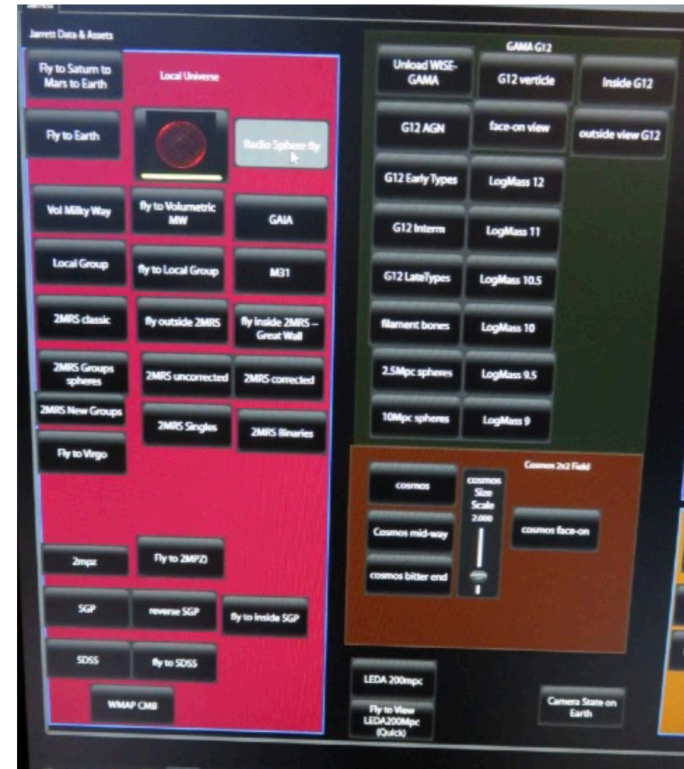 Jarrett
Jarrett Data & Assets
Fly to Saturn to
Mars to Earth
Local Universe
Fly to Earth
Radio Sphere fly
Vol Milky Way
fly to Volumetric
MW
GAIA
Local Group
fly to Local Group
M31
2MRS classic
fly outside 2MRS
fly inside 2MRS –
Great Wall
2MRS Groups
spheres
2MRS uncorrected
2MRS corrected
2MRS New Groups
2MRS Singles
2MRS Binaries
Fly to Virgo
2mpz
Fly to 2MPZ)
SGP
reverse SGP
fly to inside SGP
SDSS
fly to SDSS
WMAP CMB
GAMA G12
Unload WISE-
GAMA
G12 verticle
Inside G12
G12 AGN
face-on view
outside view G12
G12 Early Types
LogMass 12
G12 Interm
LogMass 11
G12 LateTypes
LogMass 10.5
filament bones
LogMass 10
2.5Mpc spheres
LogMass 9.5
10Mpc spheres
LogMass 9
Cosmos 2x2 Field
cosmos
cosmos
Size
Scale
2.000
cosmos face-on
Cosmos mid-way
cosmos bitter end
LEDA 200mpc
Fly to View
LEDA200Mpc
(Quick)
Camera State on
Earth